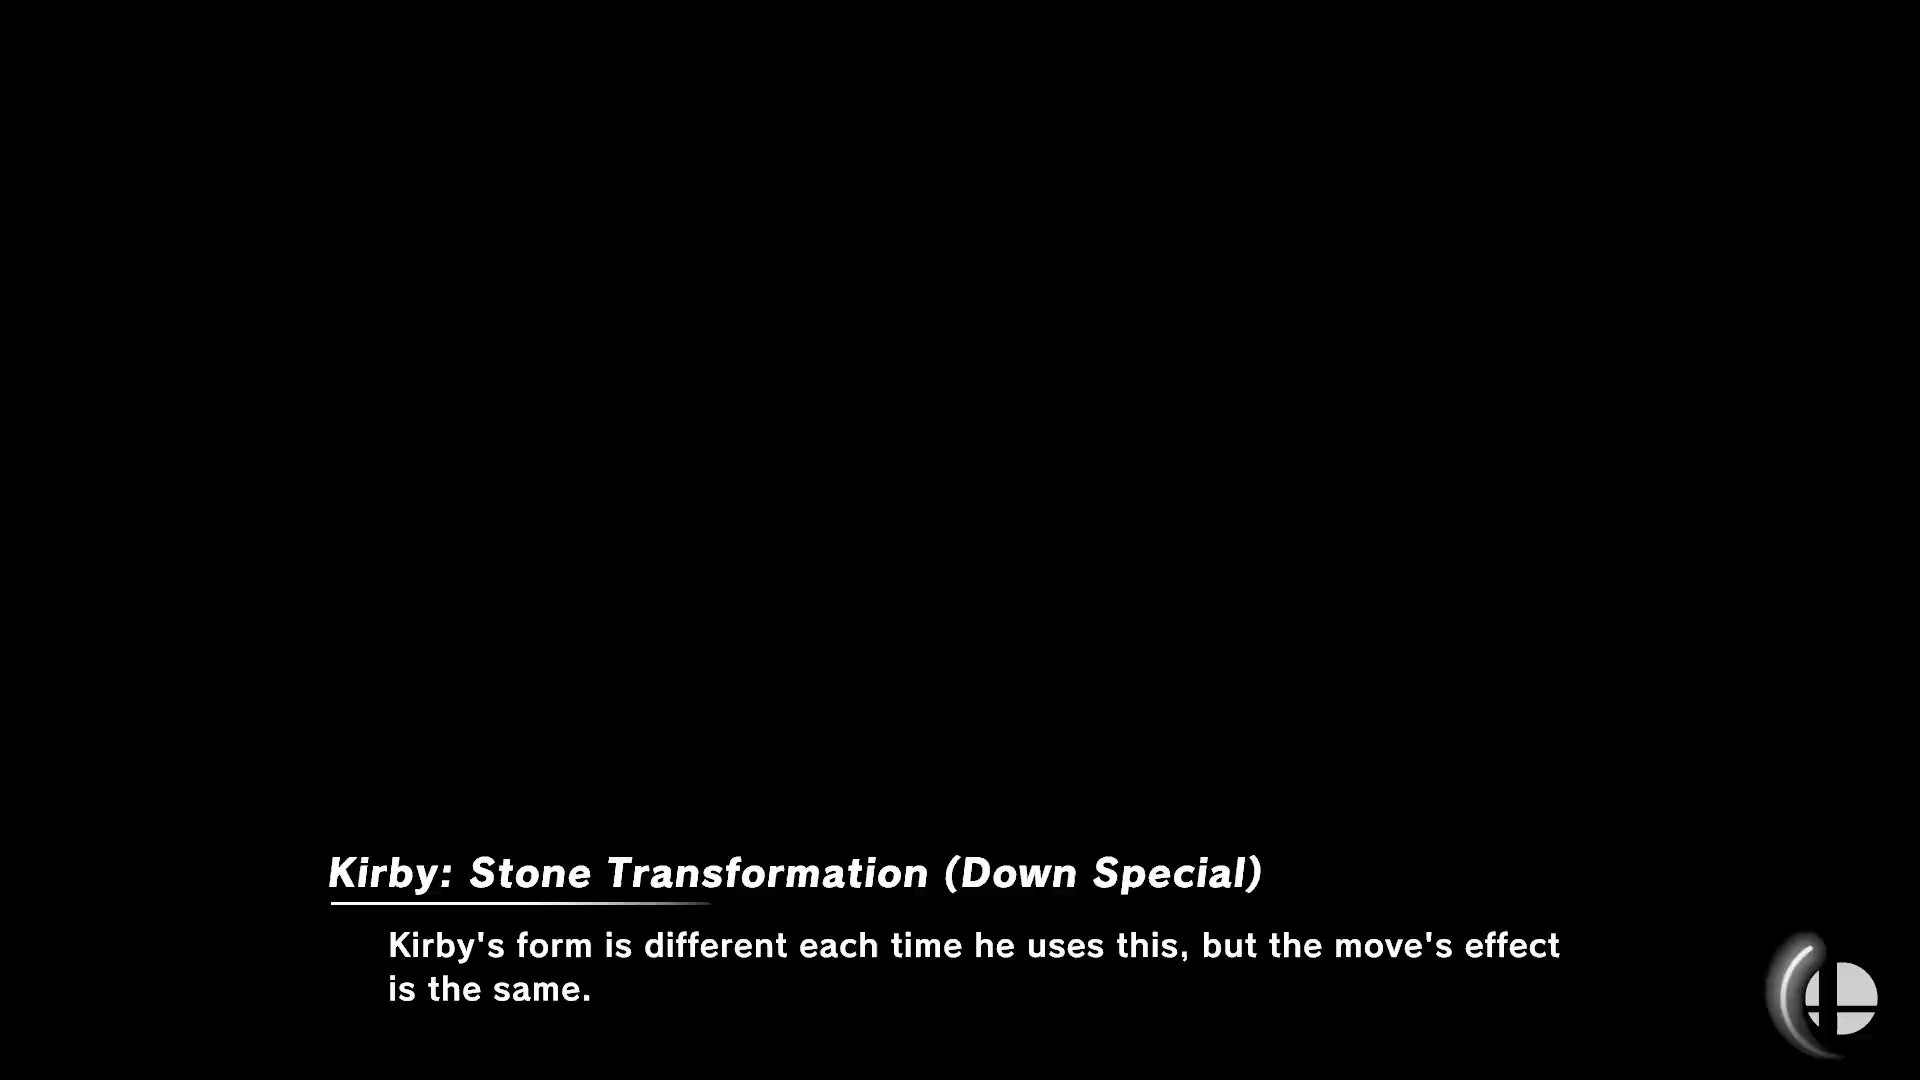 Kirby: Stone Transformation (Down Special)
Kirby's form is different each time he uses this, but the move's effect
is the same.